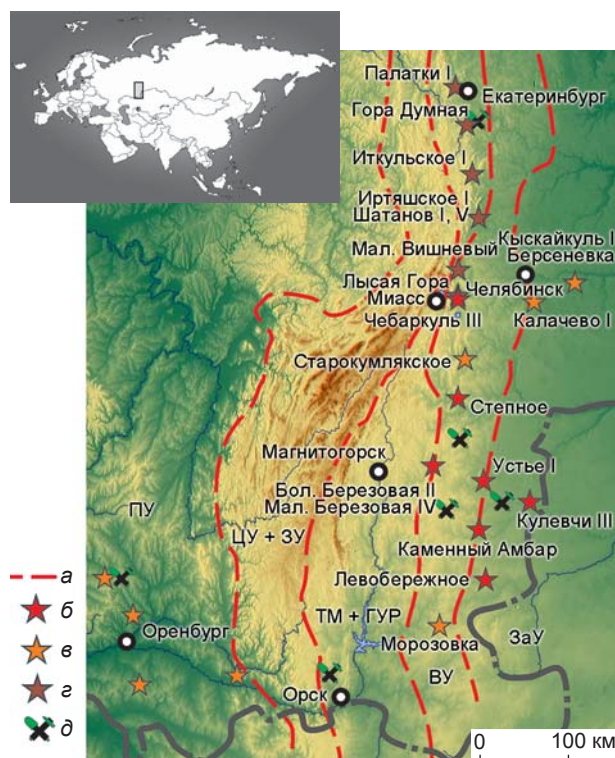 Палатки I
Екатеринбург
Гора Думная
Иткульское I
Иртяшское I
Шатанов I, V
Кыскайкуль I
Берсеневка
Мал. Вишневый
Лысая Гора
Челябинск
Миасс
Чебаркуль III
Калачево I
Старокумлякское
Степное
Магнитогорск
Устье I
Бол. Березовая II
Мал. Березовая IV
ПУ
ЦУ + ЗУ
Кулевчи III
Каменный Амбар
Левобережное
а
б
в
г
д
ТМ + ГУР
Оренбург
Морозовка
ЗаУ
ВУ
Орск
0 100 км